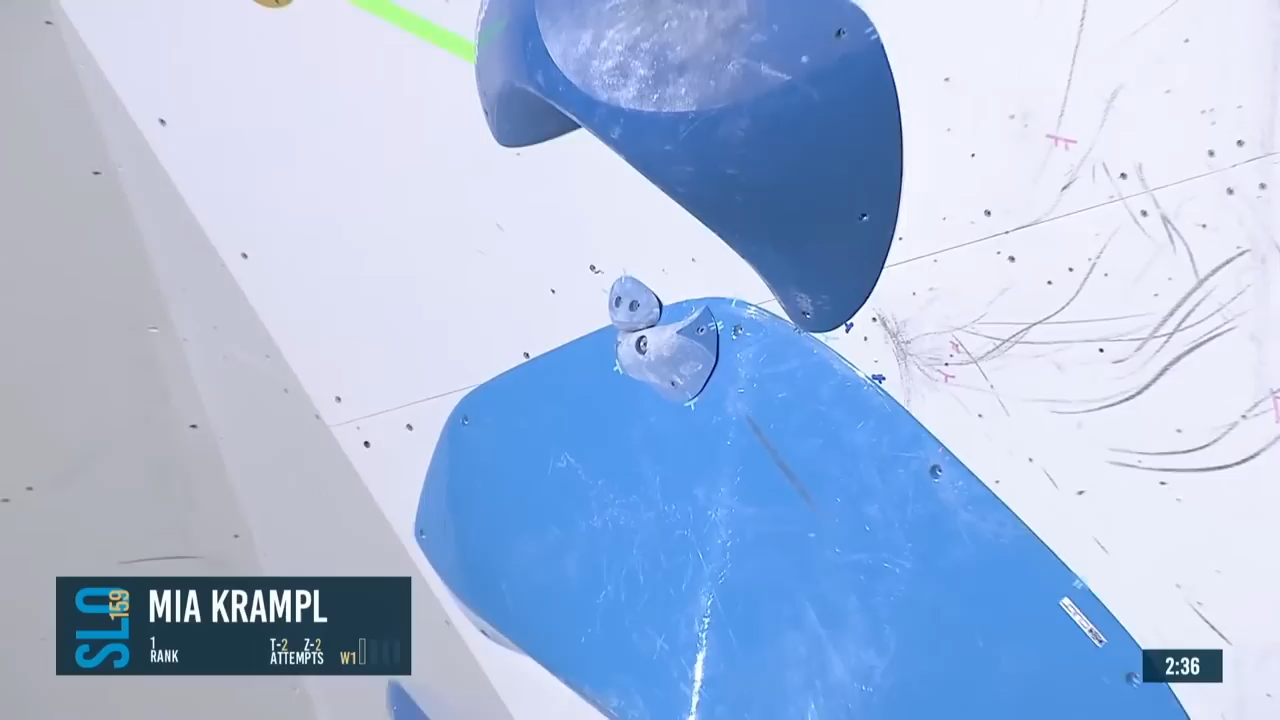 SLO
159
MIA KRAMPL
1
RANK
T-2 Z-2
ATTEMPTS
W1
2:36